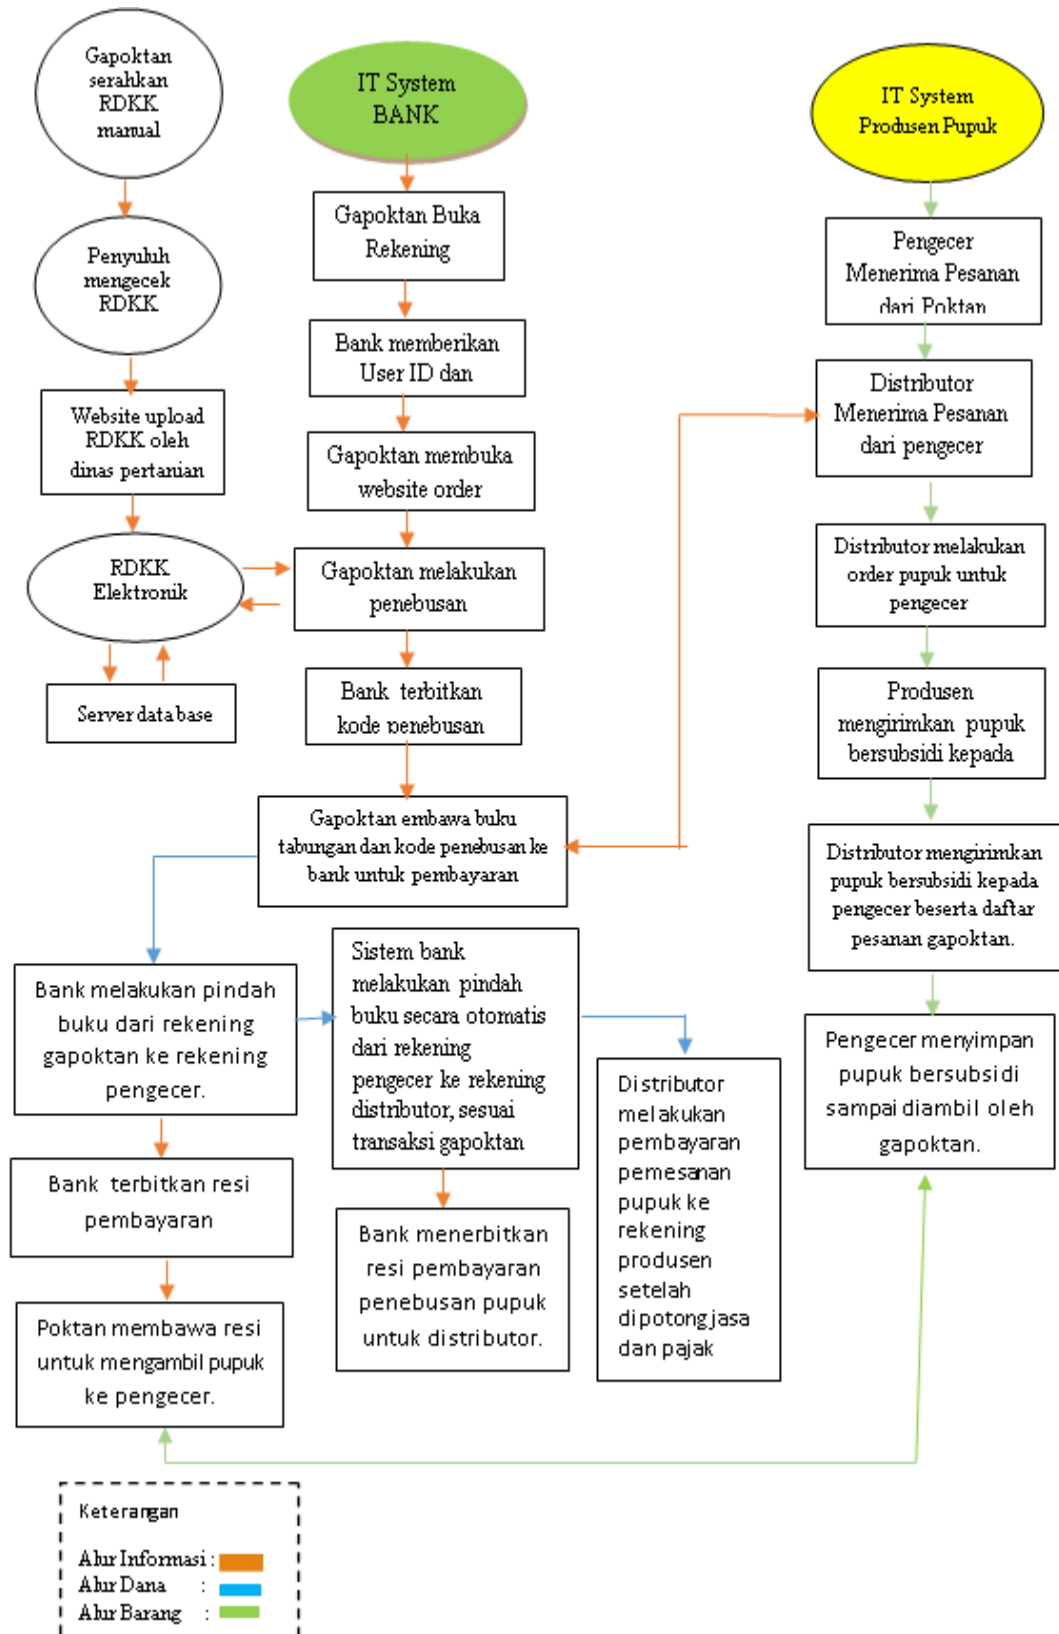 Gapoktan
serahkan
RDKK
manual
Penyuluh
mengecek
RDKK
Website upload
RDKK oleh
dinas pertanian
RDKK
Elektronik
Server data base
IT System
BANK
Gapoktan Buka
Rekening
Bank memberikan
User ID dan
Gapoktan membuka
website order
Gapoktan melakukan
penebusan
Bank terbitkan
kode penebusan
Gapoktan embawa buku
tabungan dan kode penebusan ke
bank untuk pembayaran
IT System
Produsen Pupuk
Pengecer
Menerima Pesanan
dari Poktan
Distributor
Menerima Pesanan
dari pengecer
Distributor melakukan
order pupuk untuk
pengecer
Produsen
mengirimkan pupuk
bersubsidi kepada
Distributor mengirimkan
pupuk bersubsidi kepada
pengecer beserta daftar
pesanan gapoktan.
Pengecer menyimpan
pupuk bersubsidi
sampai diambil oleh
gapoktan.
Bank melakukan pindah
buku dari rekening
gapoktan ke rekening
pengecer.
Bank terbitkan resi
pembayaran
Poktan membawa resi
untuk mengambil pupuk
ke pengecer.
Sistem bank
melakukan pindah
buku secara otomatis
dari rekening
pengecer ke rekening
distributor, sesuai
transaksi gapoktan
Bank menerbitkan
resi pembayaran
penebusan pupuk
untuk distributor.
Distributor
melakukan
pembayaran
pemesanan
pupuk ke
rekening
produsen
setelah
dipotong jasa
dan pajak
Keterangan
Alur Informasi :
Alur Dana :
Alur Barang :